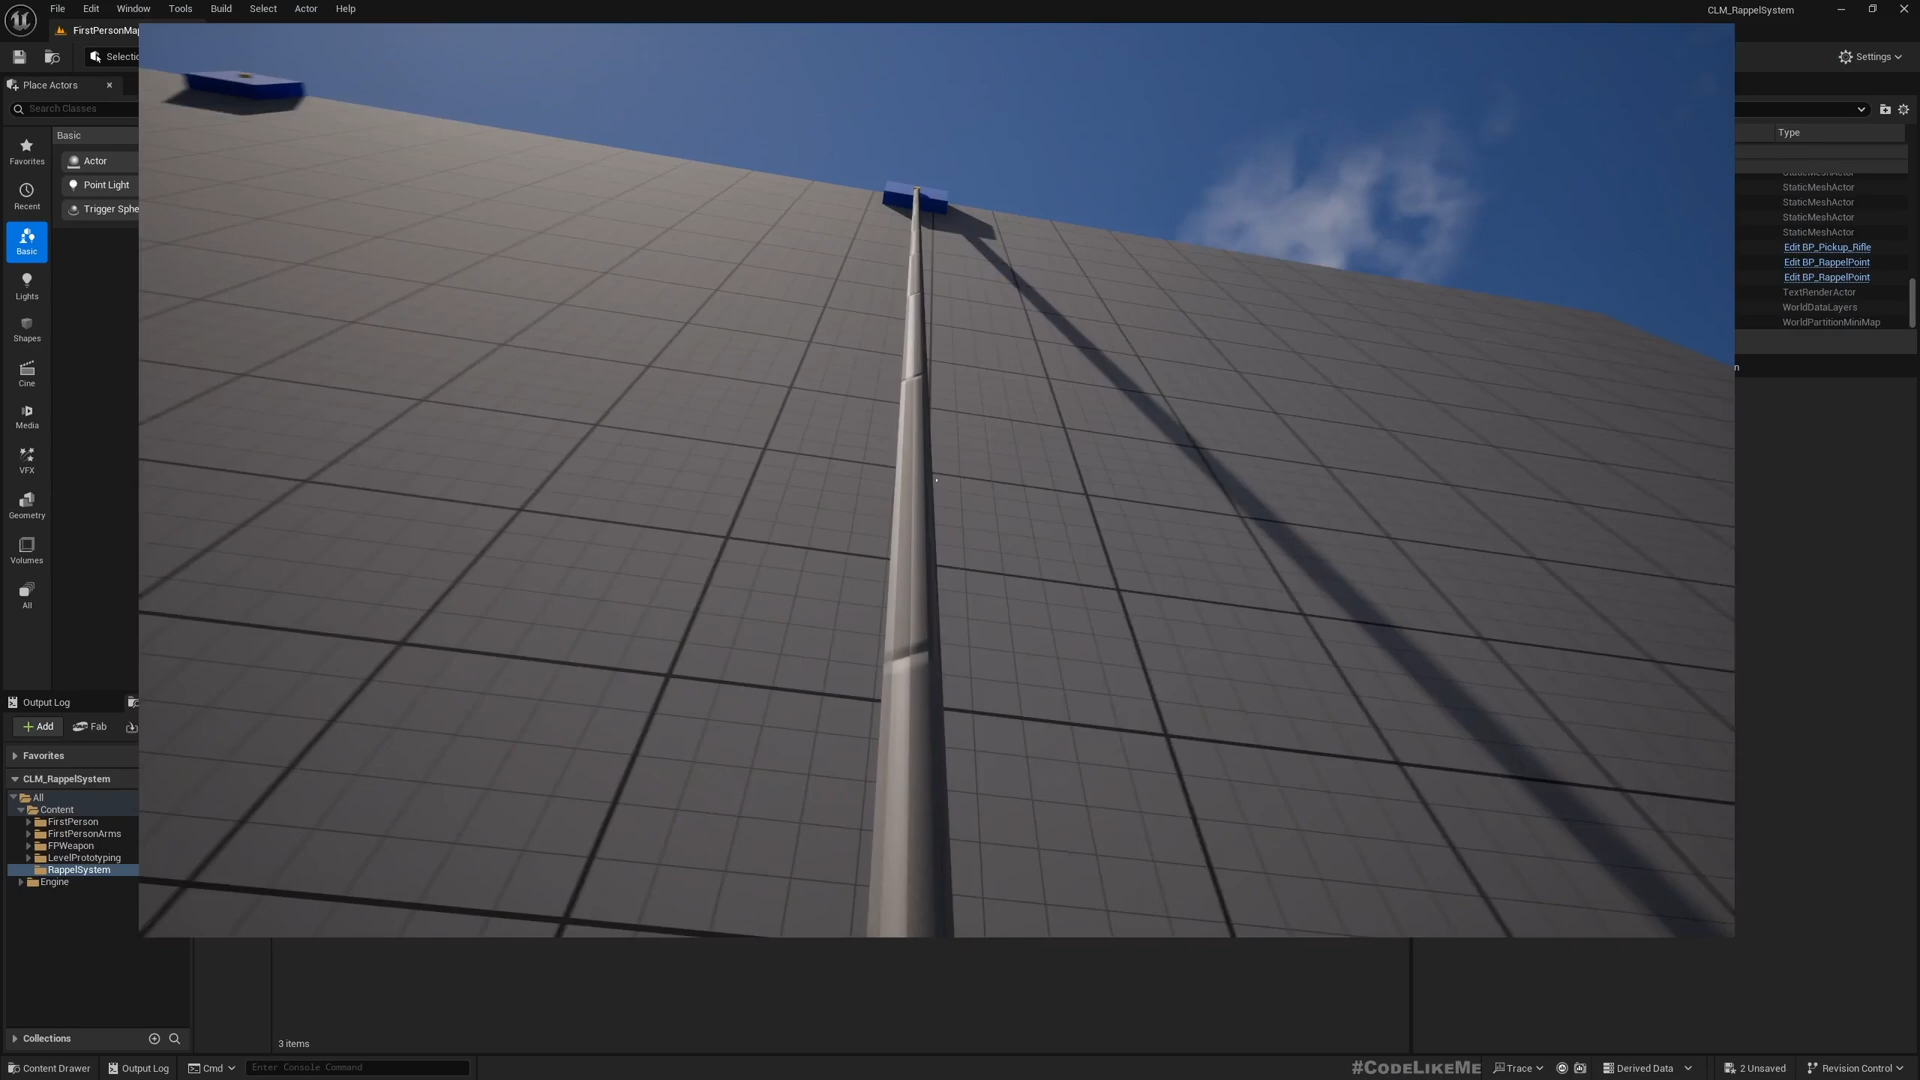 File Edit Window Tools Build Select Actor Help
CLM_RappelSystem
FirstPersonMap
Selectio
Settings
Place Actors
Search Classes
Type
Favorites
Basic
Actor
Recent
Point Light
Trigger Sphe
Basic
Lights
Shapes
Cine
Media
VFX
Geometry
Volumes
All
StaticMeshActor
StaticMeshActor
StaticMeshActor
StaticMeshActor
StaticMeshActor
Edit BP_Pickup_Rifle
Edit BP_RappelPoint
Edit BP_RappelPoint
TextRenderActor
WorldDataLayers
WorldPartitionMiniMap
n
Output Log
Add Fab
Favorites
CLM_RappelSystem
All
Content
FirstPerson
FirstPersonArms
FPWeapon
LevelPrototyping
RappelSystem
Engine
Collections
3 items
Content Drawer Output Log Cmd Enter Console Command
#CodeLikeMe
Trace Derived Data 2 Unsaved Revision Control